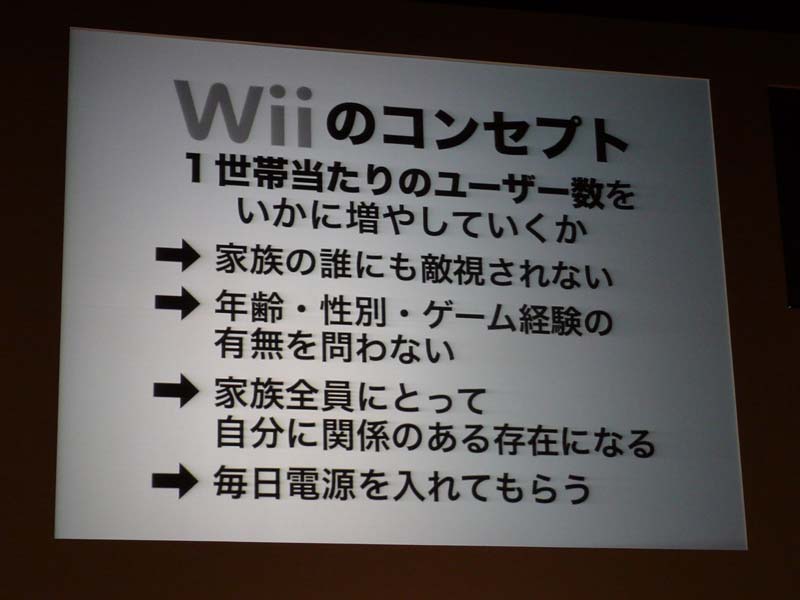 Wiiのコンセプト
1世帯当たりのユーザー数を
いかに増やしていくか
➡ 家族の誰にも敵視されない
➡ 年齢・性別・ゲーム経験の
有無を問わない
➡ 家族全員にとって
自分に関係のある存在になる
➡ 毎日電源を入れてもらう